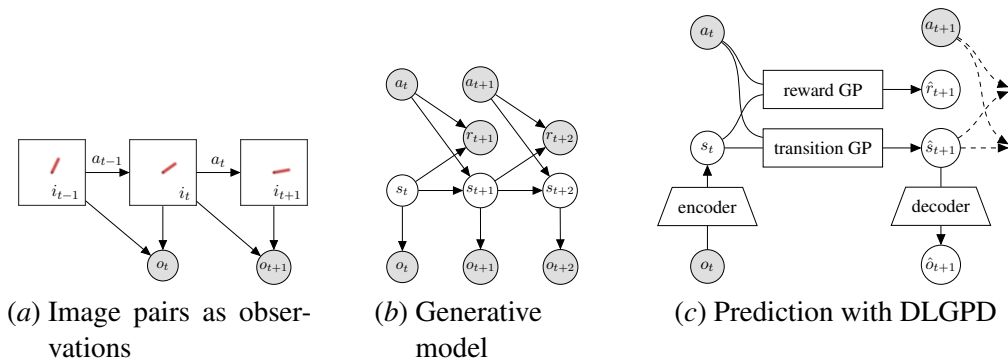 a_{t−1}
a_t
i_{t−1}
i_t
i_{t+1}
o_t
o_{t+1}
(a) Image pairs as obser-
vations
a_t
a_{t+1}
r_{t+1}
r_{t+2}
s_t
s_{t+1}
s_{t+2}
o_t
o_{t+1}
o_{t+2}
(b) Generative
model
a_t
a_{t+1}
reward GP
r̂_{t+1}
s_t
transition GP
ŝ_{t+1}
encoder
decoder
o_t
ô_{t+1}
(c) Prediction with DLGPD